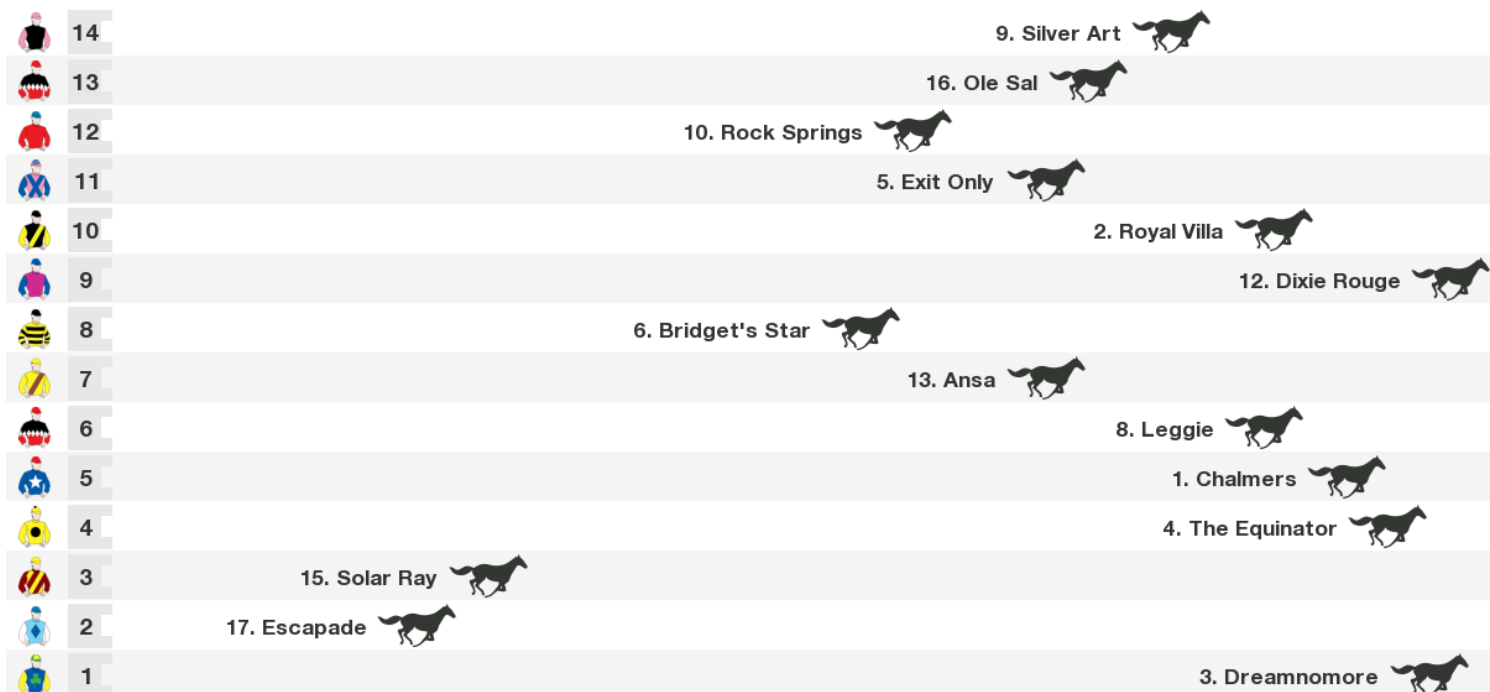 14 9. Silver Art
13 16. Ole Sal
12 10. Rock Springs
11 5. Exit Only
10 2. Royal Villa
9 12. Dixie Rouge
8 6. Bridget's Star
7 13. Ansa
6 8. Leggie
5 1. Chalmers
4 4. The Equinator
3 15. Solar Ray
2 17. Escapade
1 3. Dreamnomore